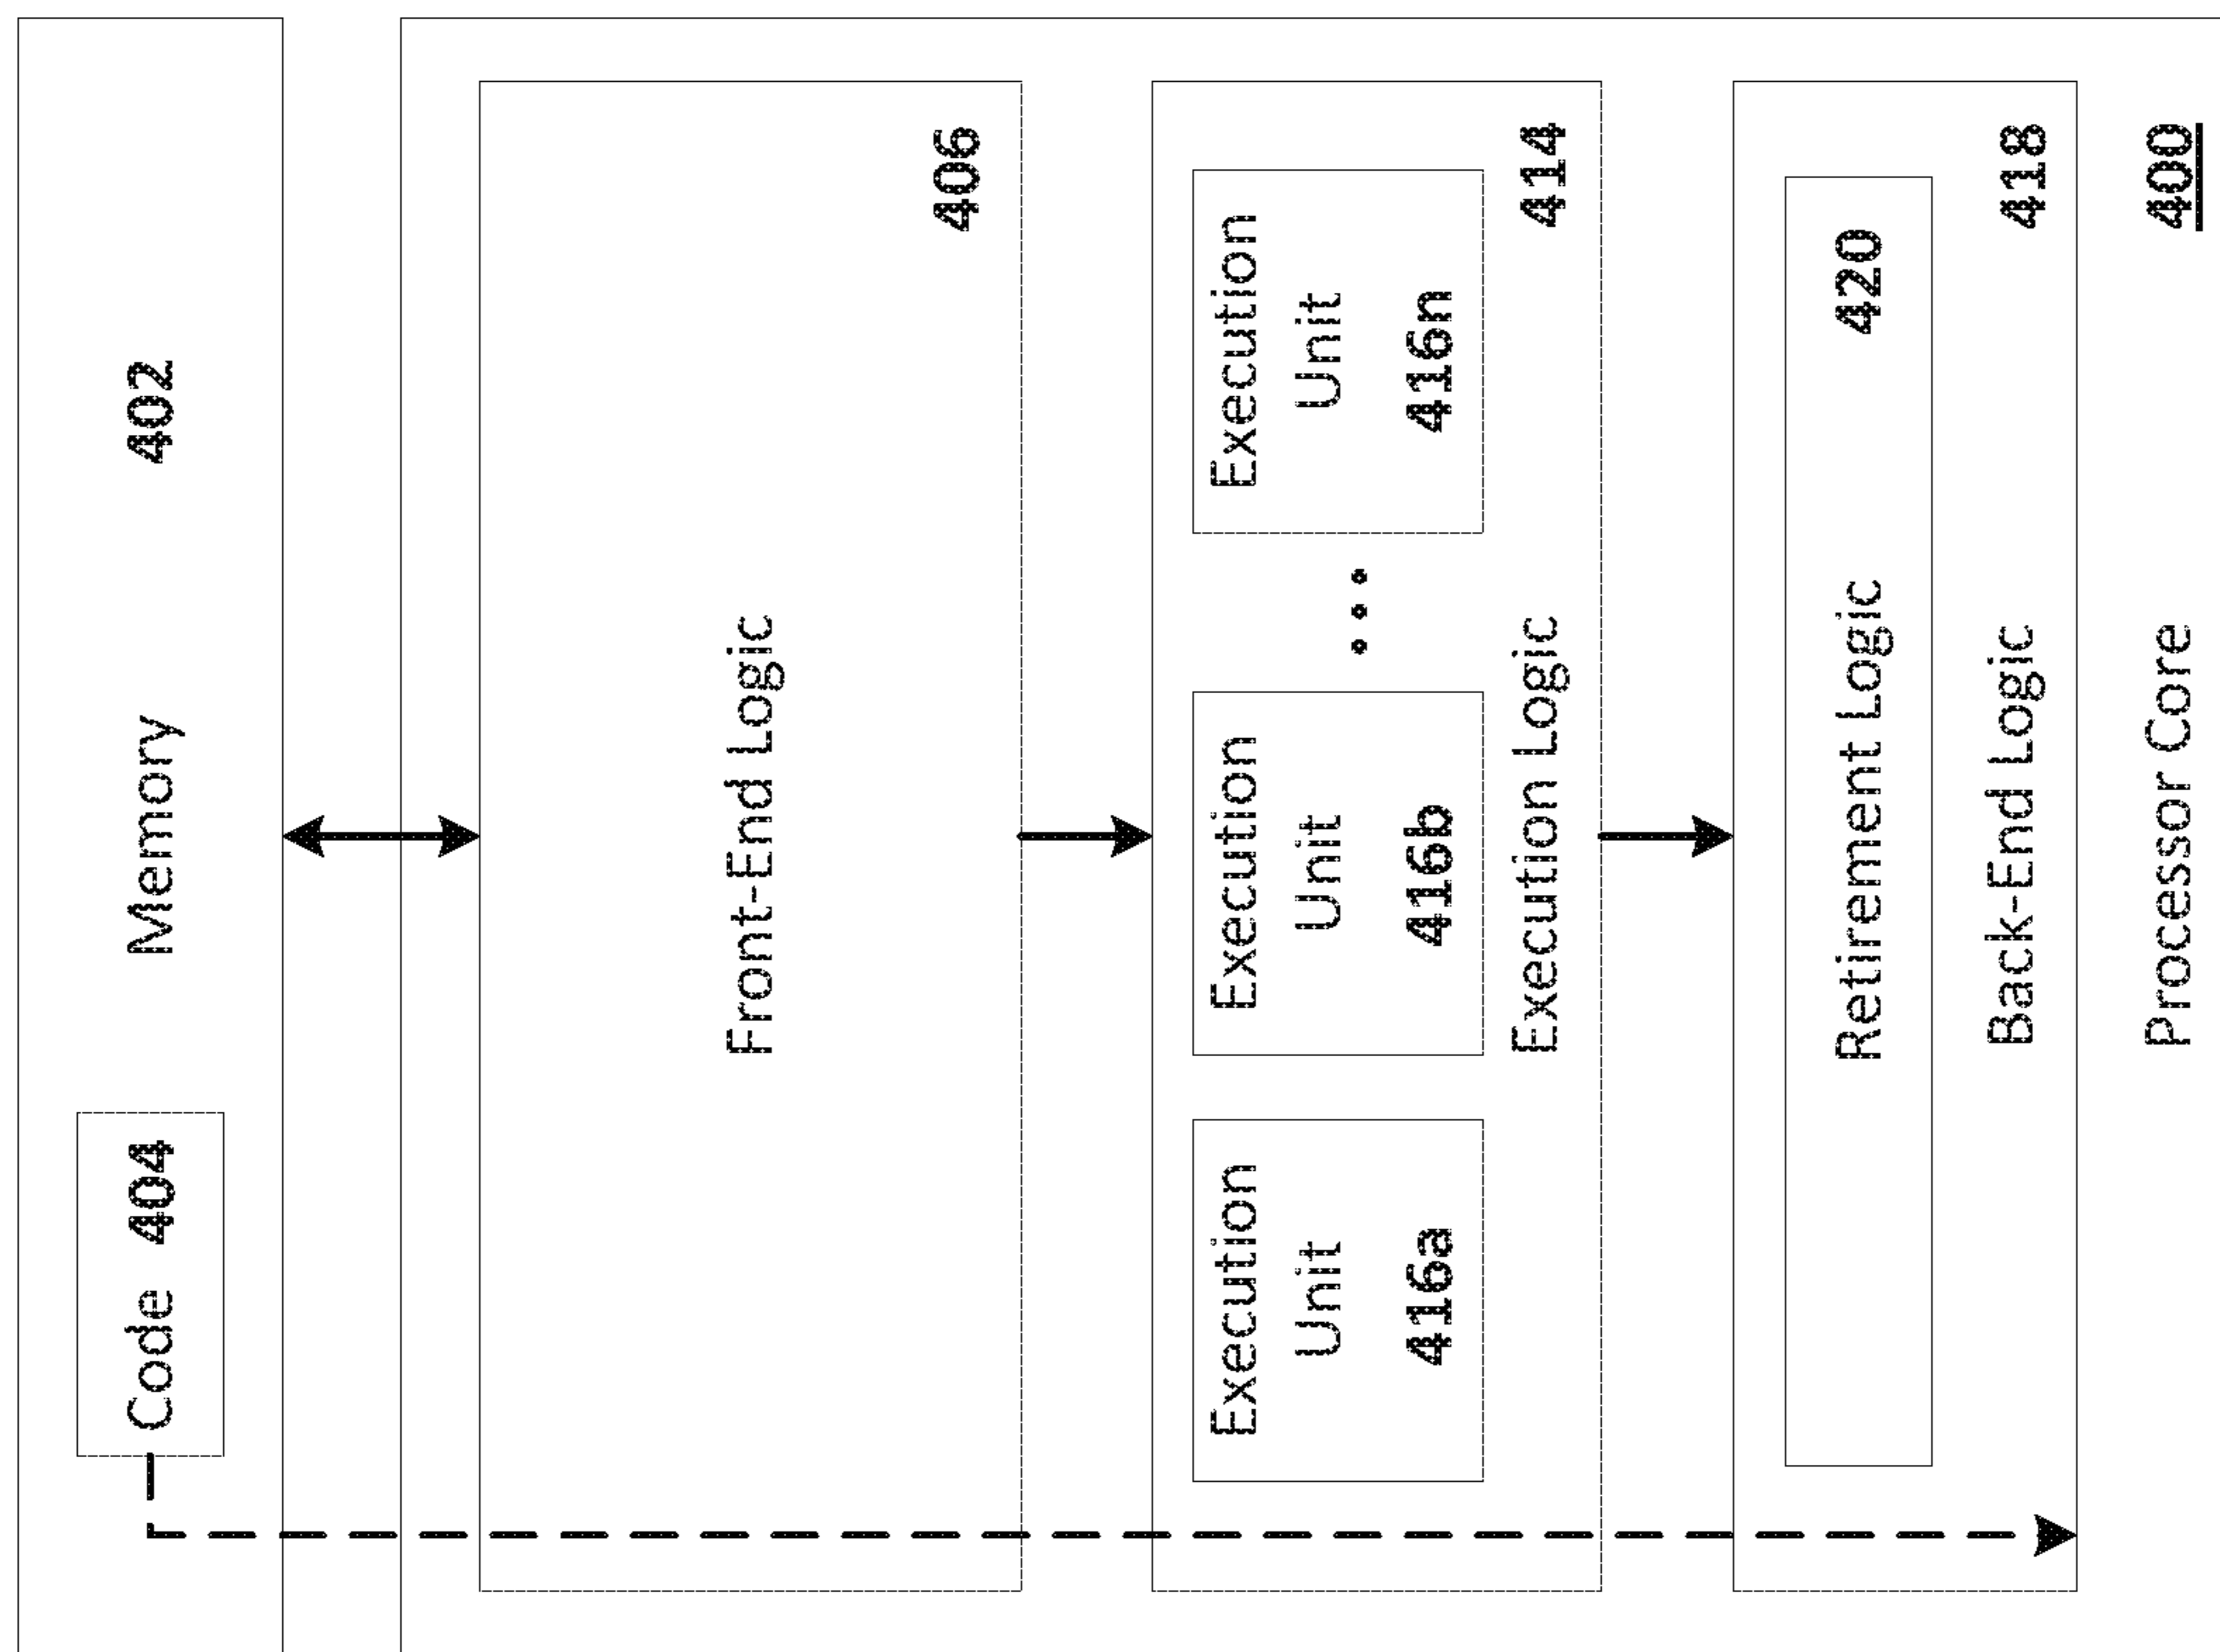 Memory 402
Code 404
Front-End Logic
406
Execution
Unit
416a
Execution
Unit
416b
Execution
Unit
416n
Execution Logic 414
Retirement Logic 420
Back-End Logic 418
Processor Core 400